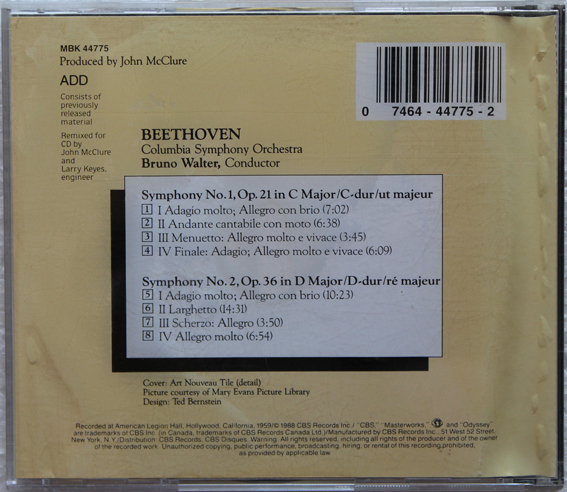 MBK 44775
Produced by John McClure
ADD
Consists of
previously
released
material
Remixed for
CD by
John McClure
and
Larry Keyes,
engineer
0 7464-44775-2
BEETHOVEN
Columbia Symphony Orchestra
Bruno Walter, Conductor
Symphony No. 1, Op. 21 in C Major/C-dur/ut majeur
1 I Adagio molto; Allegro con brio (7:02)
2 II Andante cantabile con moto (6:38)
3 III Menuetto: Allegro molto e vivace (3:45)
4 IV Finale: Adagio; Allegro molto e vivace (6:09)
Symphony No. 2, Op. 36 in D Major/D-dur/ré majeur
5 I Adagio molto; Allegro con brio (10:23)
6 II Larghetto (14:31)
7 III Scherzo: Allegro (3:50)
8 IV Allegro molto (6:54)
Cover: Art Nouveau Tile (detail)
Picture courtesy of Mary Evans Picture Library
Design: Ted Bernstein
Recorded at American Legion Hall, Hollywood, California, 1959/© 1988 CBS Records Inc./ "CBS," "Masterworks," and "Odyssey"
are trademarks of CBS Inc. (in Canada, trademarks of CBS Records Canada Ltd.)/Manufactured by CBS Records Inc., 51 West 52 Street,
New York, N.Y./Distribution CBS Records, CBS Disques. Warning: All rights reserved, including all rights of the producer and of the owner
of the recorded work. Unauthorized copying, public performance, broadcasting, hiring, or rental of this recording prohibited,
as provided by applicable law.